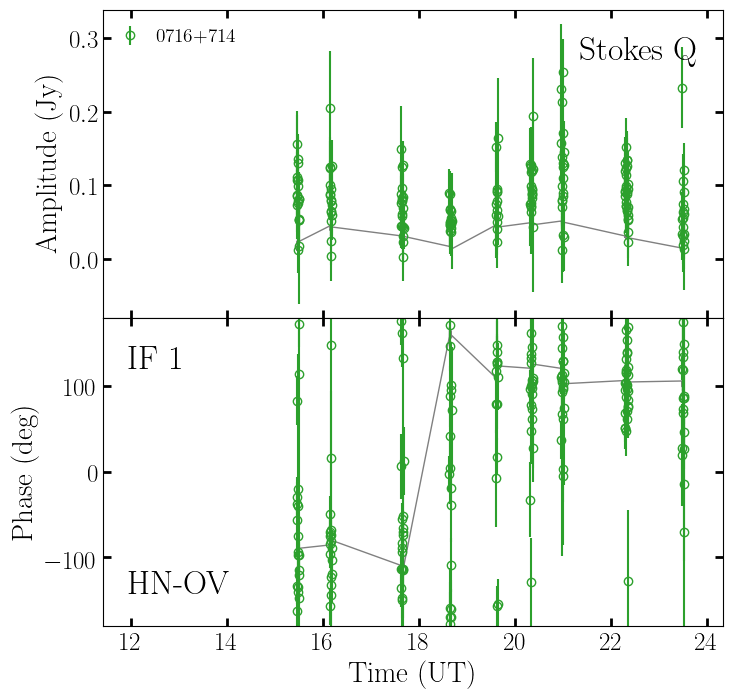 0716+714
Stokes Q
0.3
0.2
0.1
0.0
Amplitude (Jy)
IF 1
100
0
−100
Phase (deg)
HN-OV
12 14 16 18 20 22 24
Time (UT)